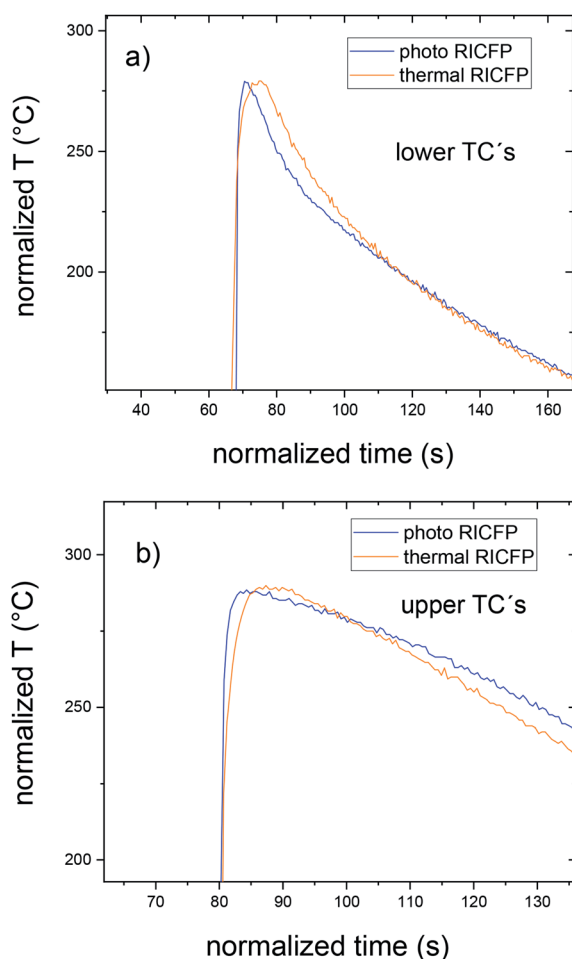 a)
photo RICFP
thermal RICFP
lower TC´s
normalized T (°C)
300
250
200
40 60 80 100 120 140 160
normalized time (s)
b)
photo RICFP
thermal RICFP
upper TC´s
normalized T (°C)
300
250
200
70 80 90 100 110 120 130
normalized time (s)